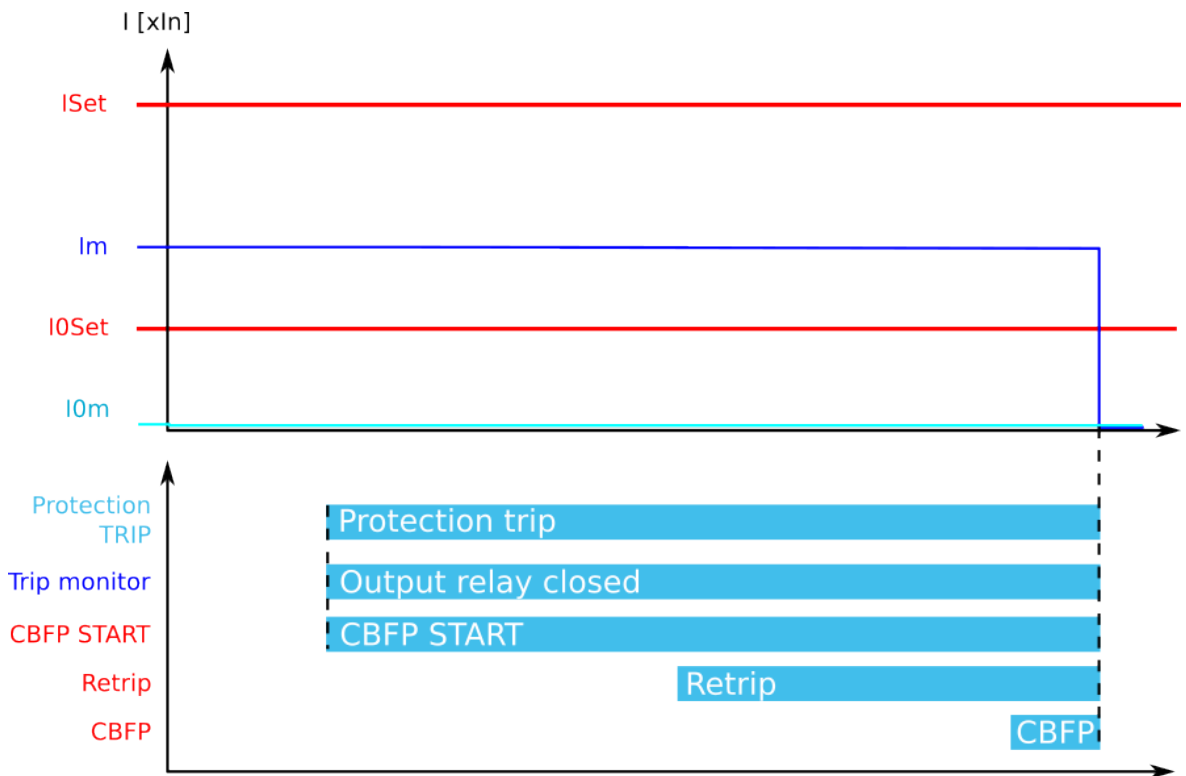 I [xIn]
ISet
Im
I0Set
I0m
Protection
TRIP
Protection trip
Trip monitor
Output relay closed
CBFP START
CBFP START
Retrip
Retrip
CBFP
CBFP